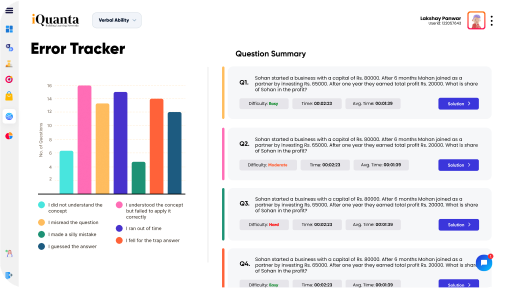 iQuanta
Verbal Ability
Lakshay Panwar
UserId: 122057643
Error Tracker
Question Summary
No. of Questions
16
14
12
10
8
6
4
2
I did not understand the
concept
I misread the question
I made a silly mistake
I guessed the answer
I understood the concept
but failed to apply it
correctly
I ran out of time
I fell for the trap answer
Q1.
Sohan started a business with a capital of Rs. 80000. After 6 months Mohan joined as a
partner by investing Rs. 65000. After one year they earned total profit Rs. 20000. What is share
of Sohan in the profit?
Difficulty: Easy
Time: 00:02:23
Avg. Time: 00:01:39
Solution
Q2.
Sohan started a business with a capital of Rs. 80000. After 6 months Mohan joined as a
partner by investing Rs. 65000. After one year they earned total profit Rs. 20000. What is share
of Sohan in the profit?
Difficulty: Moderate
Time: 00:02:23
Avg. Time: 00:01:39
Solution
Q3.
Sohan started a business with a capital of Rs. 80000. After 6 months Mohan joined as a
partner by investing Rs. 65000. After one year they earned total profit Rs. 20000. What is share
of Sohan in the profit?
Difficulty: Hard
Time: 00:02:23
Avg. Time: 00:01:39
Solution
Q4.
Sohan started a business with a capital of Rs. 80000. After 6 months Mohan joined as a
partner by investing Rs. 65000. After one year they earned total profit Rs. 20000. What is share
of Sohan in the profit?
Difficulty: Easy
Time: 00:02:23
Avg. Time: 00:01:39
Solution